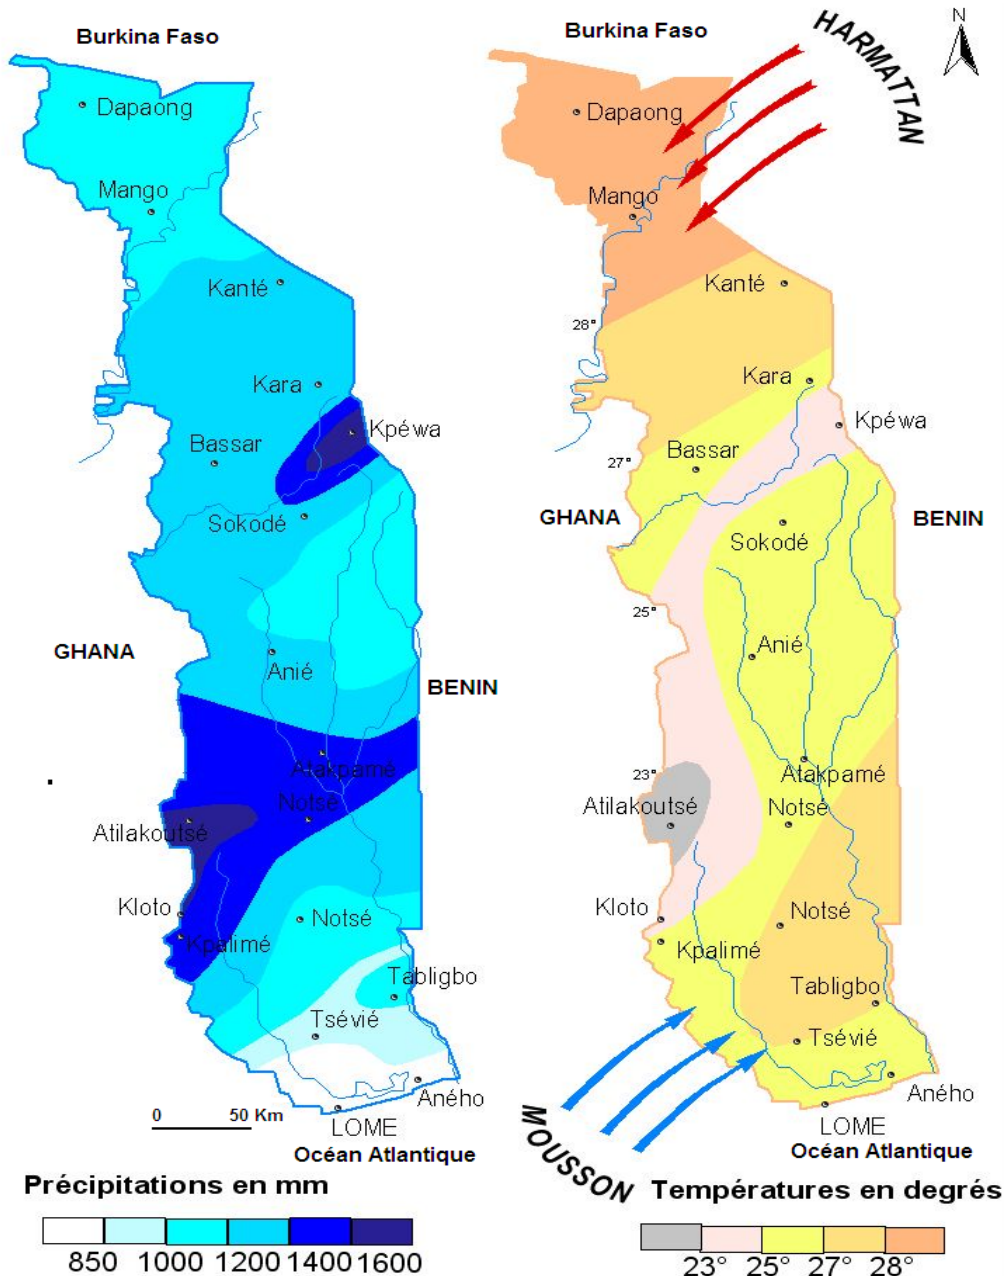 Burkina Faso
Dapaong
Mango
Kanté
Kara
Kpéwa
Bassar
Sokodé
GHANA
Anié
BENIN
Atakpamé
Notsé
Atilakoutsé
Kloto
Kpalimé
Notsé
Tabligbo
Tsévié
Aného
0 50 Km
LOME
Océan Atlantique
Précipitations en mm
850 1000 1200 1400 1600
Burkina Faso
HARMATTAN
N
Dapaong
Mango
Kanté
28°
Kara
Kpéwa
Bassar
27°
GHANA
BENIN
Sokodé
25°
Anié
23°
Atakpamé
Atilakoutsé
Notsé
Kloto
Notsé
Kpalimé
Tabligbo
Tsévié
Aného
LOME
MOUSSON
Océan Atlantique
Températures en degrés
23° 25° 27° 28°